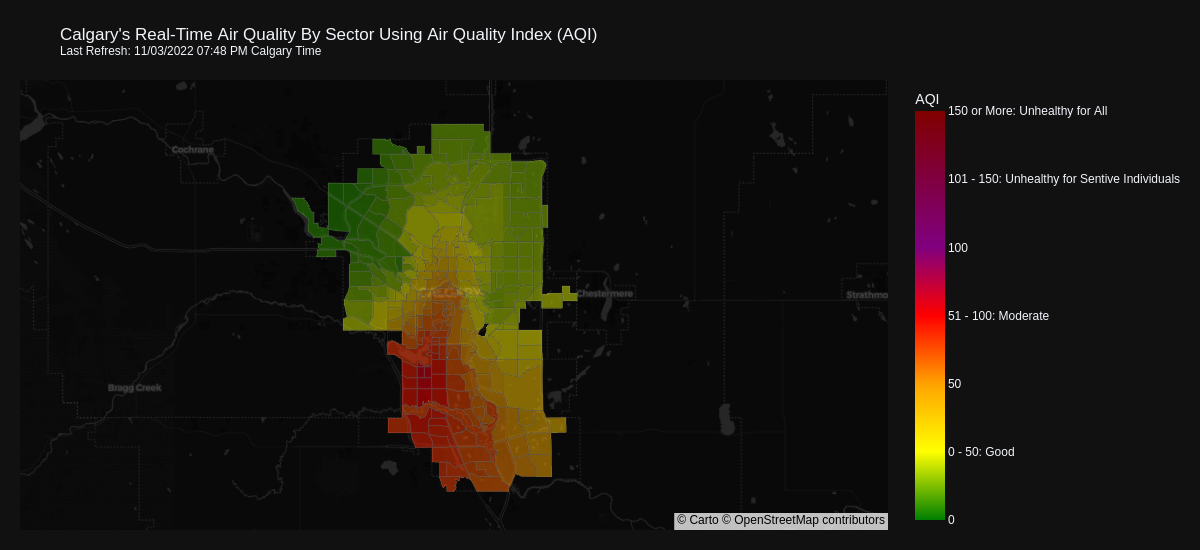 Calgary's Real-Time Air Quality By Sector Using Air Quality Index (AQI)
Last Refresh: 11/03/2022 07:48 PM Calgary Time
AQI
150 or More: Unhealthy for All
Cochrane
101 - 150: Unhealthy for Sentive Individuals
100
CALGARY
Chestermere
Strathmo
51 - 100: Moderate
Bragg Creek
50
0 - 50: Good
0
© Carto © OpenStreetMap contributors